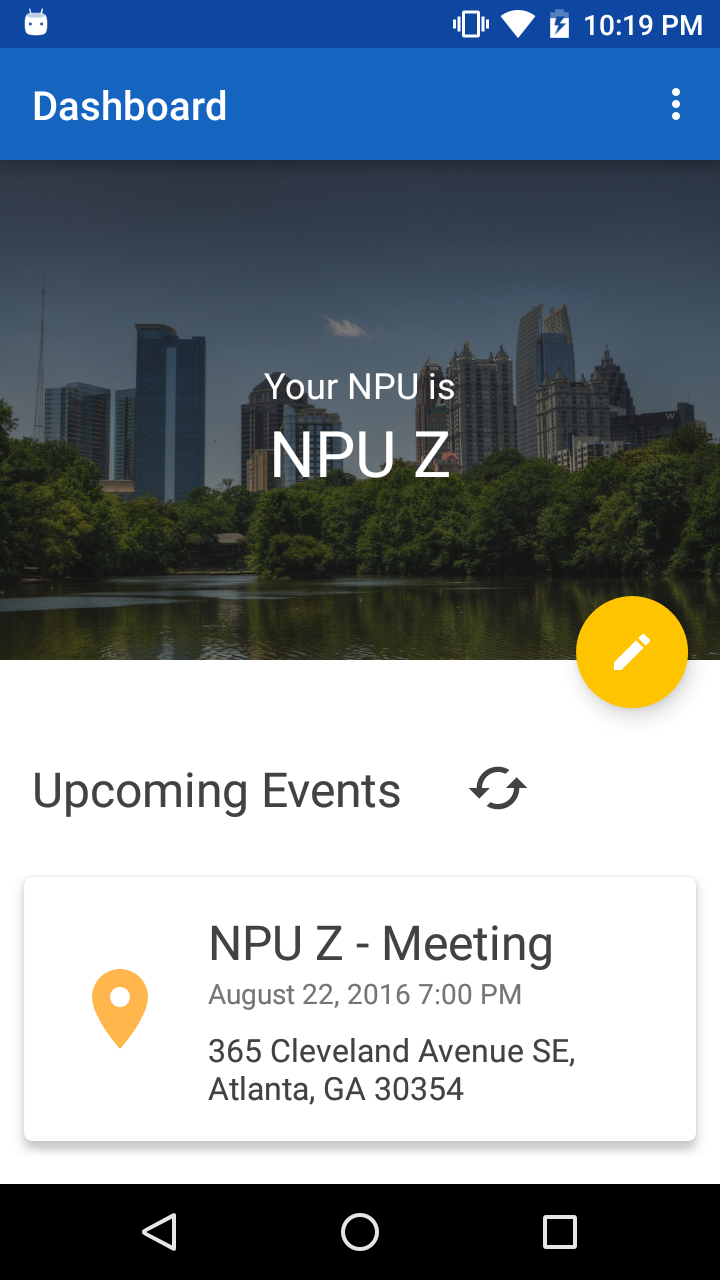 10:19 PM
Dashboard
Your NPU is
NPU Z
Upcoming Events
NPU Z - Meeting
August 22, 2016 7:00 PM
365 Cleveland Avenue SE,
Atlanta, GA 30354